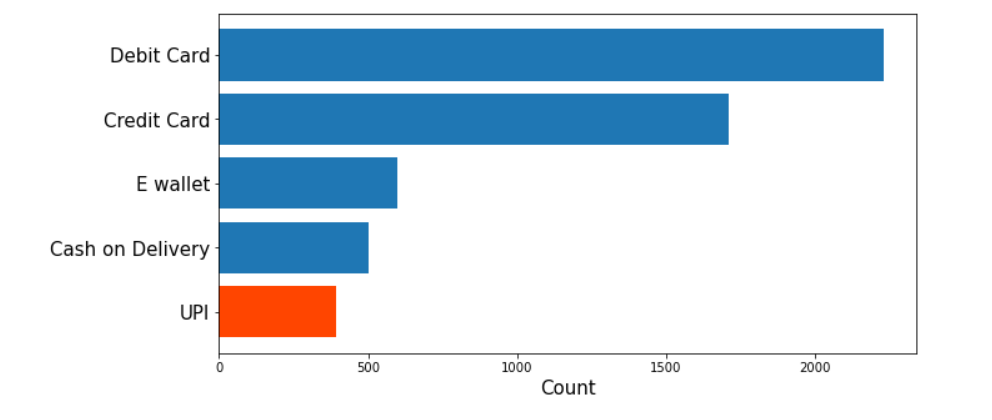 Debit Card
Credit Card
E wallet
Cash on Delivery
UPI
0 500 1000 1500 2000
Count